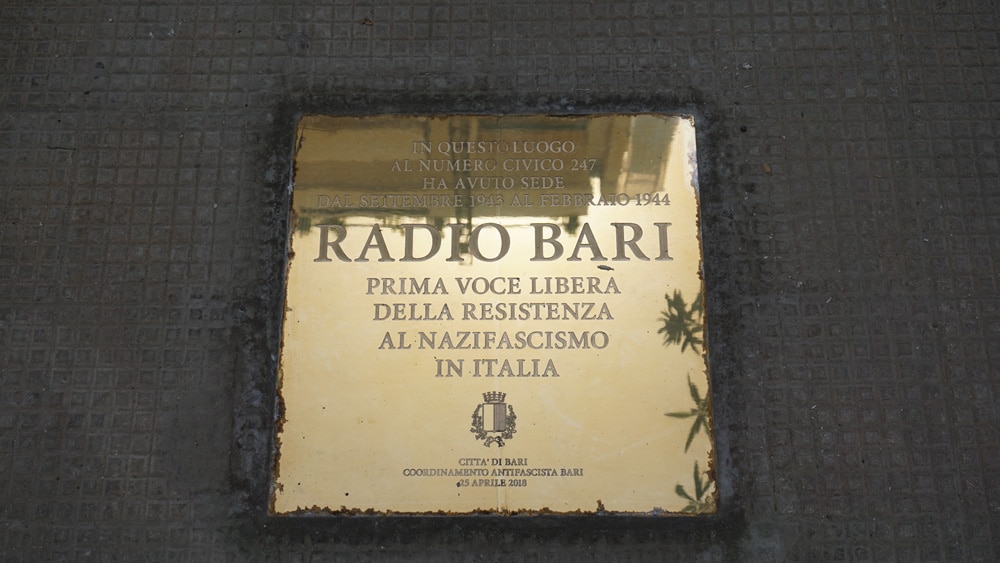 IN QUESTO LUOGO
AL NUMERO CIVICO 247
HA AVUTO SEDE
DAL SETTEMBRE 1943 AL FEBBRAIO 1944
RADIO BARI
PRIMA VOCE LIBERA
DELLA RESISTENZA
AL NAZIFASCISMO
IN ITALIA
CITTA' DI BARI
COORDINAMENTO ANTIFASCISTA BARI
25 APRILE 2018